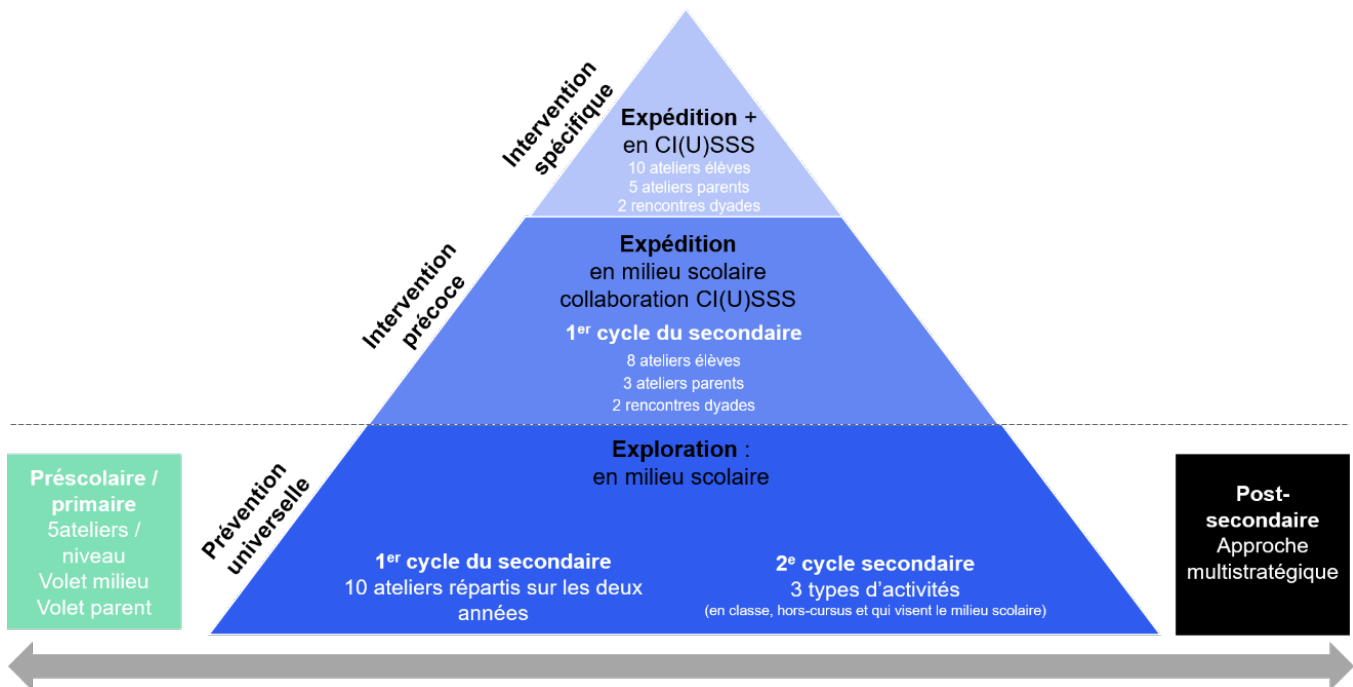 Intervention
spécifique
Expédition +
en CI(U)SSS
10 ateliers élèves
5 ateliers parents
2 rencontres dyades
Intervention
précoce
Expédition
en milieu scolaire
collaboration CI(U)SSS
1er cycle du secondaire
8 ateliers élèves
3 ateliers parents
2 rencontres dyades
Préscolaire /
primaire
5ateliers /
niveau
Volet milieu
Volet parent
Prévention
universelle
Exploration :
en milieu scolaire
1er cycle du secondaire
10 ateliers répartis sur les deux
années
2e cycle secondaire
3 types d'activités
(en classe, hors-cursus et qui visent le milieu scolaire)
Post-
secondaire
Approche
multistratégique